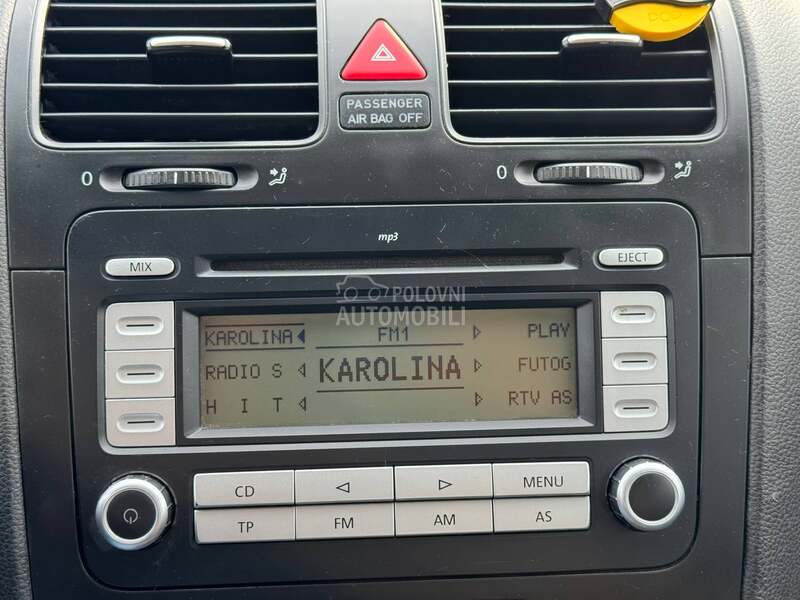 PASSENGER
AIR BAG OFF
0
0
mp3
MIX
EJECT
POLOVNI
AUTOMOBILI
KAROLINA FM1 PLAY
RADIO S KAROLINA FUTOG
H I T RTV AS
CD MENU
TP FM AM AS